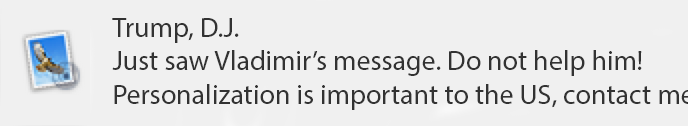 Trump, D.J.
Just saw Vladimir’s message. Do not help him!
Personalization is important to the US, contact me